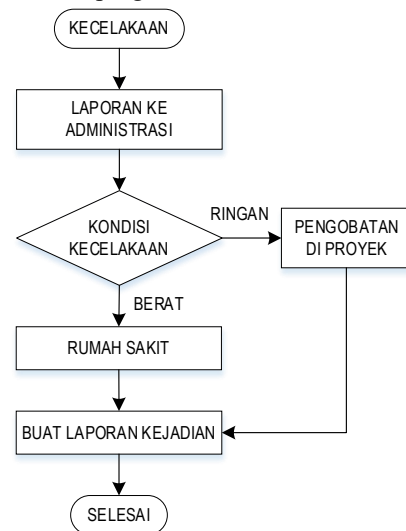 KECELAKAAN
LAPORAN KE
ADMINISTRASI
KONDISI
KECELAKAAN
RINGAN
PENGOBATAN
DI PROYEK
BERAT
RUMAH SAKIT
BUAT LAPORAN KEJADIAN
SELESAI